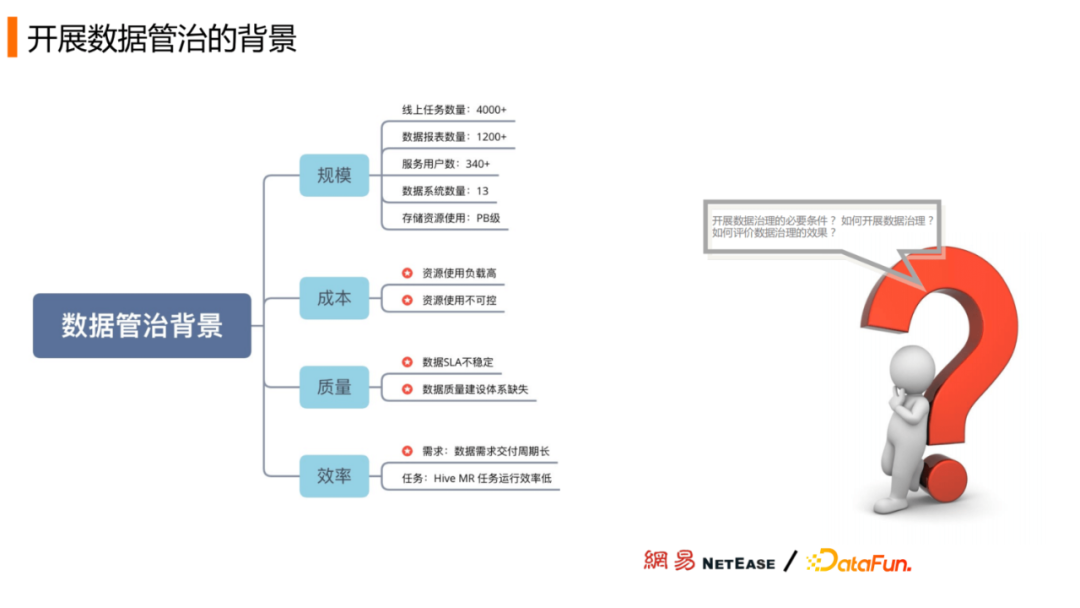 开展数据管治的背景
数据管治背景
规模
线上任务数量：4000+
数据报表数量：1200+
服务用户数：340+
数据系统数量：13
存储资源使用：PB级
成本
资源使用负载高
资源使用不可控
质量
数据SLA不稳定
数据质量建设体系缺失
效率
需求：数据需求交付周期长
任务：Hive MR 任务运行效率低
开展数据治理的必要条件？ 如何开展数据治理？
如何评价数据治理的效果？
網易 NETEASE / DataFun.